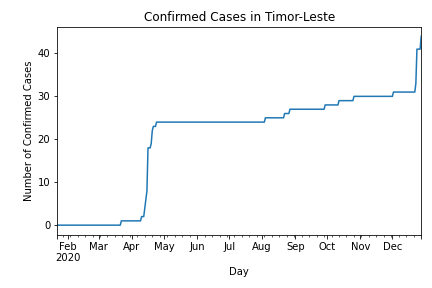 Confirmed Cases in Timor-Leste
Number of Confirmed Cases
40
30
20
10
0
Feb Mar Apr May Jun Jul Aug Sep Oct Nov Dec
2020
Day